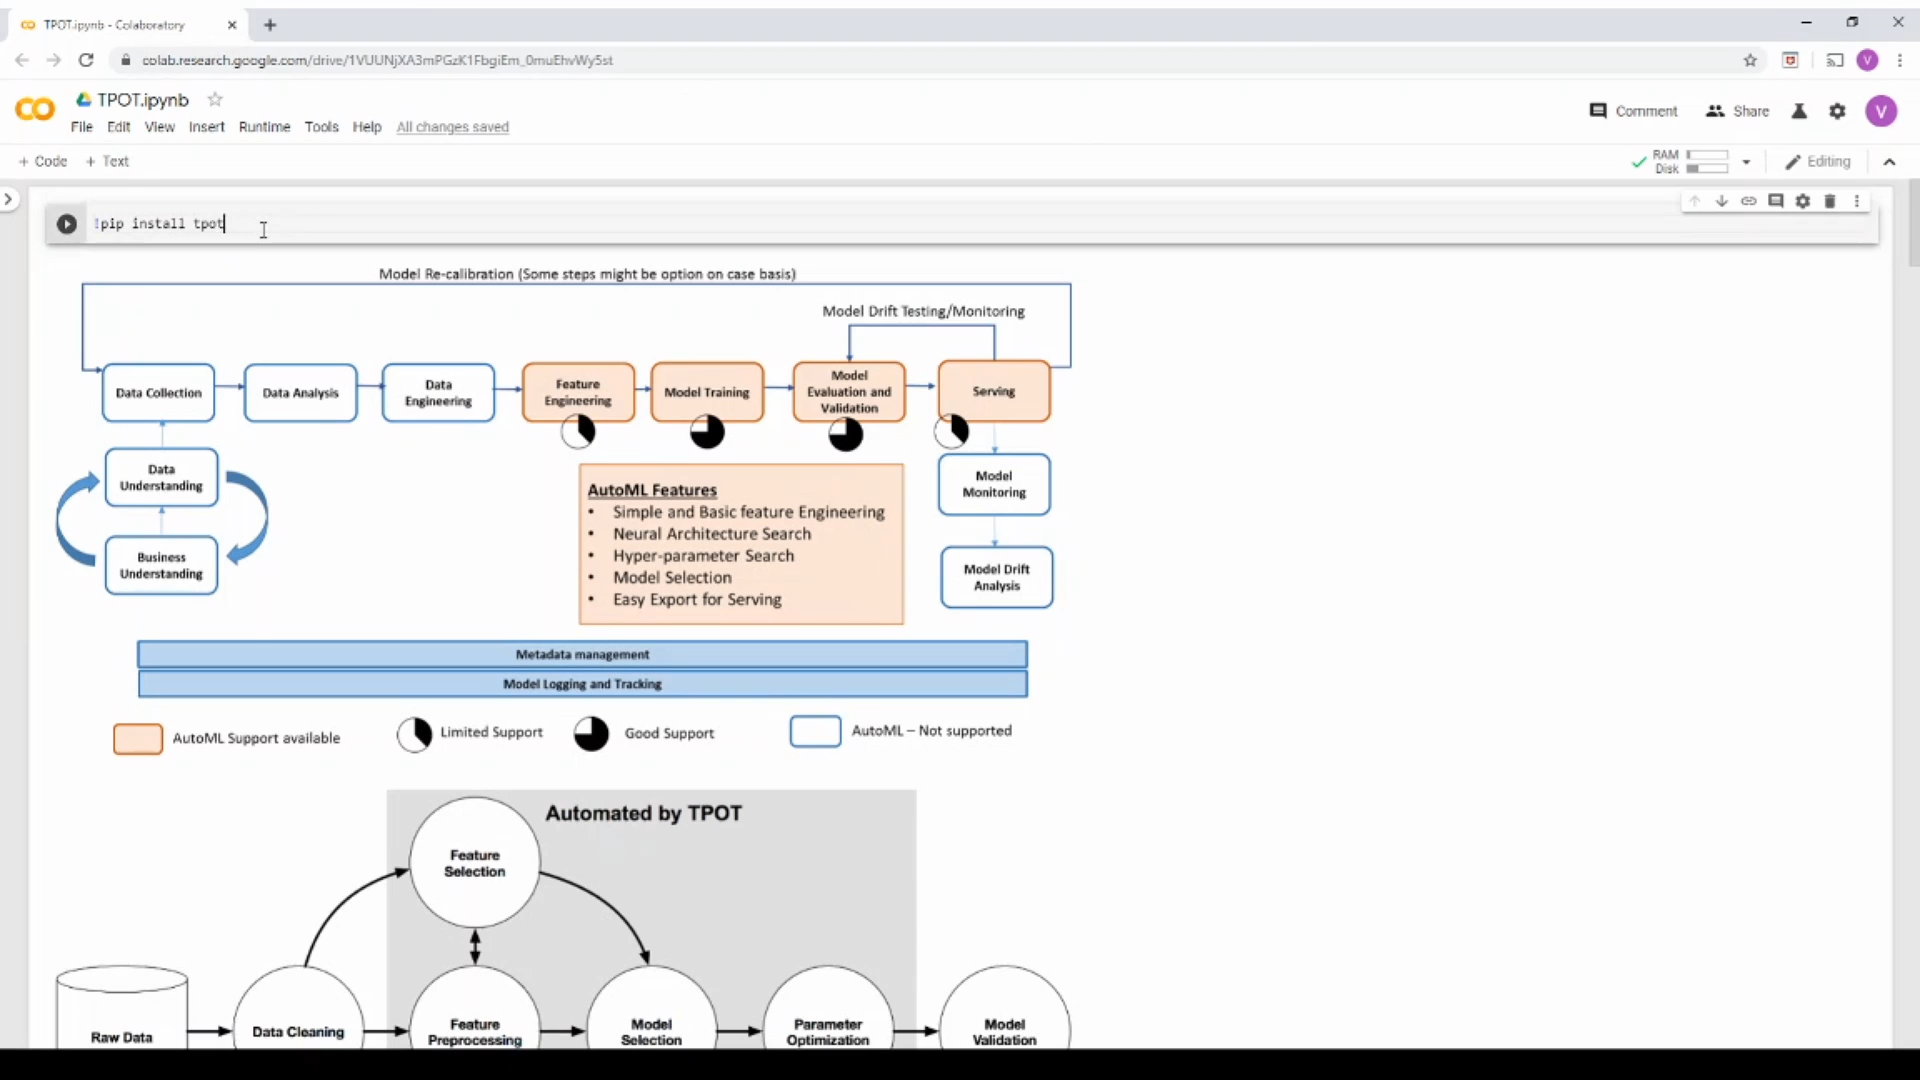 TPOT.ipynb - Colaboratory
colab.research.google.com/drive/1VUUNjXA3mPGzK1FbgiEm_0muEhvWy5st
V
CO
TPOT.ipynb
File Edit View Insert Runtime Tools Help All changes saved
Comment
Share
V
+ Code + Text
RAM
Disk
Editing
!pip install tpot
Model Re-calibration (Some steps might be option on case basis)
Model Drift Testing/Monitoring
Data Collection
Data Analysis
Data
Engineering
Feature
Engineering
Model Training
Model
Evaluation and
Validation
Serving
Data
Understanding
Business
Understanding
AutoML Features
• Simple and Basic feature Engineering
• Neural Architecture Search
• Hyper-parameter Search
• Model Selection
• Easy Export for Serving
Model
Monitoring
Model Drift
Analysis
Metadata management
Model Logging and Tracking
AutoML Support available
Limited Support
Good Support
AutoML – Not supported
Automated by TPOT
Feature
Selection
Raw Data
Data Cleaning
Feature
Preprocessing
Model
Selection
Parameter
Optimization
Model
Validation